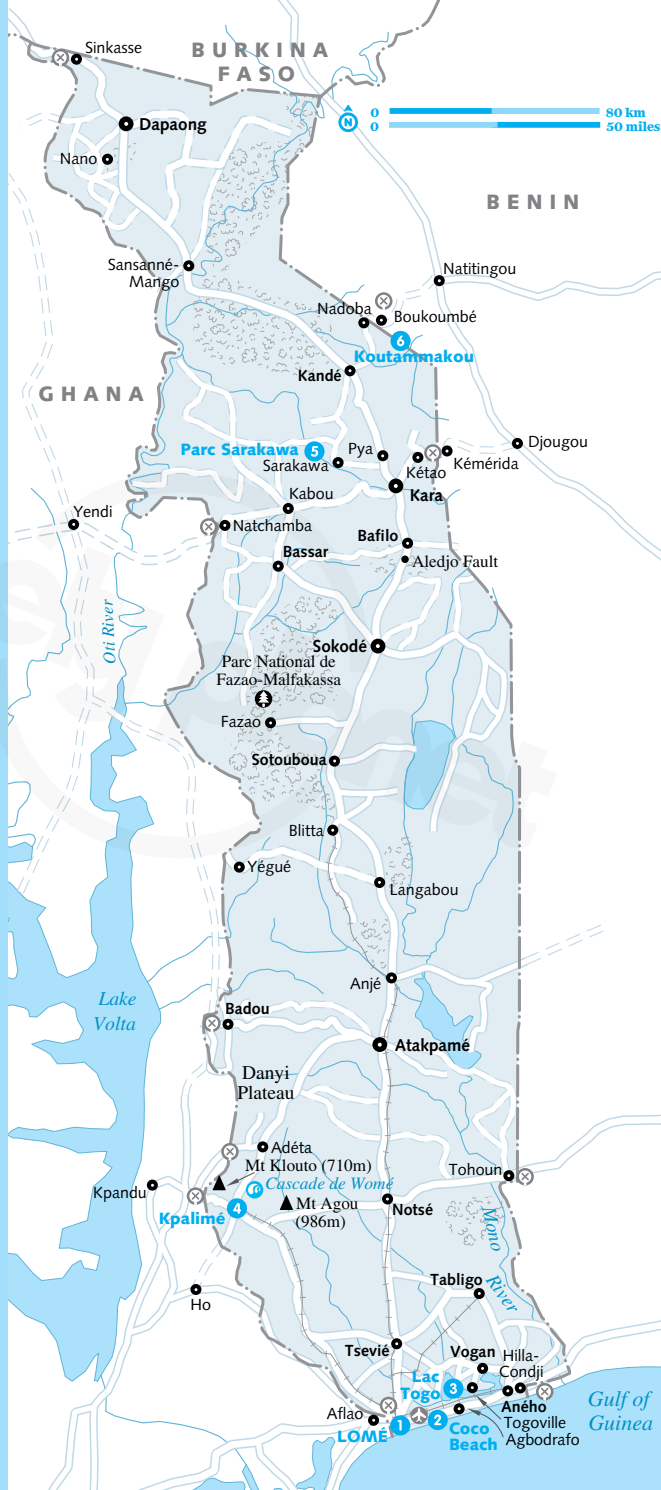 Sinkasse
BURKINA
FASO
0
80 km
N
0
50 miles
Dapaong
Nano
BENIN
Sansanné-
Mango
Natitingou
Nadoba
Boukoumbé
6
Koutammakou
Kandé
GHANA
Parc Sarakawa
5
Sarakawa
Pya
Kétao
Kémérida
Djougou
Kara
Kabou
Yendi
Natchamba
Bafilo
Bassar
Aledjo Fault
Oti River
Sokodé
Parc National de
Fazao-Malfakassa
Fazao
Sotouboua
Blitta
Yégué
Langabou
Anjé
Lake
Volta
Badou
Atakpamé
Danyi
Plateau
Adéta
Mt Klouto (710m)
Cascade de Womé
Tohoun
Kpandu
Mt Agou
(986m)
Kpalimé
4
Notsé
Mono
River
Tabligo
Ho
Tsevié
Vogan
Hilla-
Condji
Lac
Togo
3
Aného
Togoville
Agbodrafo
Gulf of
Guinea
Aflao
LOMÉ
1
2
Coco
Beach